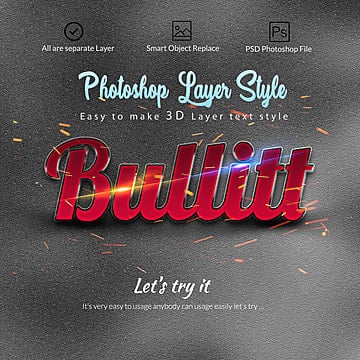 All are separate Layer
Smart Object Replace
Ps
PSD Photoshop File
Photoshop Layer Style
Easy to make 3D Layer text style
Bullitt
Let's try it
It's very easy to usage anybody can usage easily let's try ...